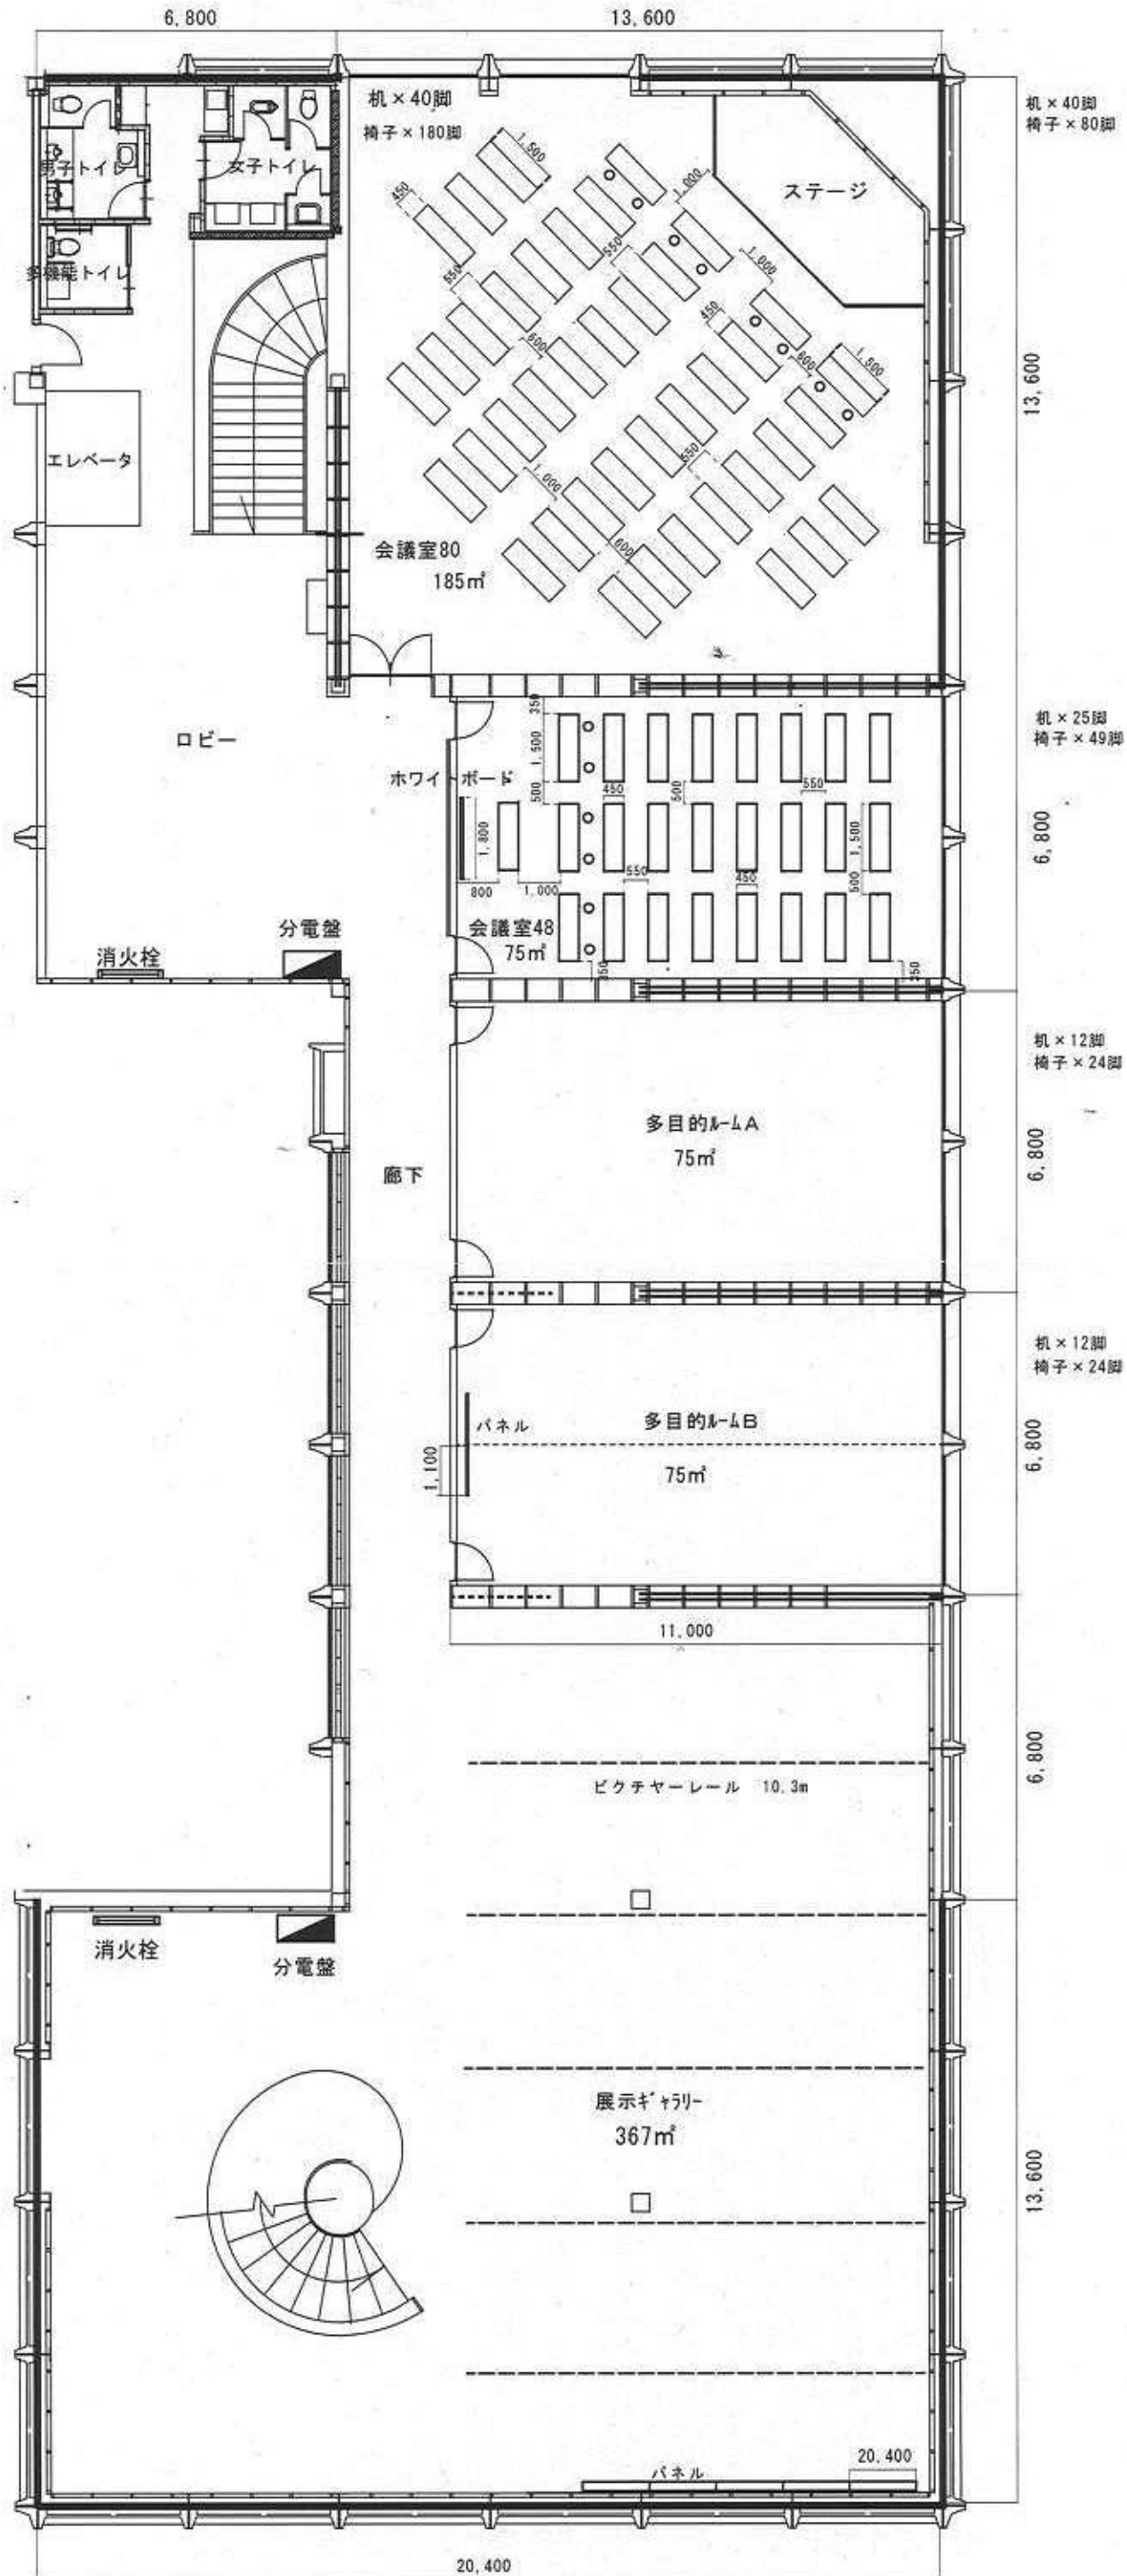 6,800
13,600
机×40脚
椅子×180脚
机×40脚
椅子×80脚
男子トイレ
女子トイレ
多機能トイレ
ステージ
1,500
450
1,000
550
550
1,000
450
600
600
1,500
550
1,000
600
13,600
エレベータ
会議室80
185㎡
ロビー
ホワイトボード
350
1,500
500
450
500
550
1,800
1,500
800
1,000
550
450
500
会議室48
75㎡
350
350
机×25脚
椅子×49脚
6,800
分電盤
消火栓
机×12脚
椅子×24脚
多目的ルームA
75㎡
6,800
廊下
机×12脚
椅子×24脚
パネル
多目的ルームB
75㎡
1,100
6,800
11,000
6,800
ピクチヤーレール 10.3m
消火栓
分電盤
展示ギャラリー
367㎡
13,600
パネル
20,400
20,400